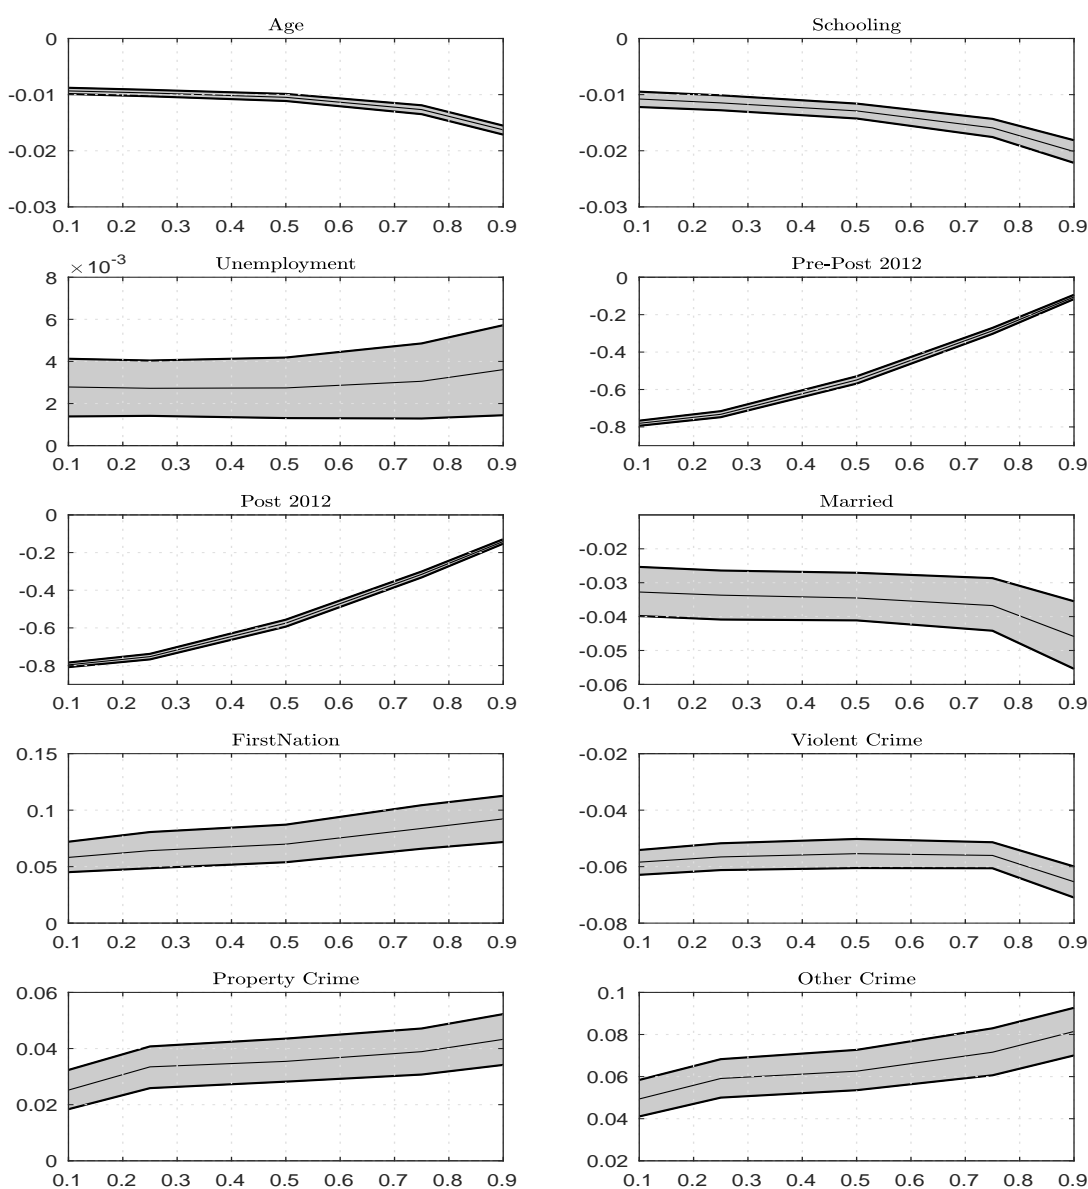 Age
0
-0.01
-0.02
-0.03
0.1 0.2 0.3 0.4 0.5 0.6 0.7 0.8 0.9
Schooling
0
-0.01
-0.02
-0.03
0.1 0.2 0.3 0.4 0.5 0.6 0.7 0.8 0.9
Unemployment
× 10⁻³
8
6
4
2
0
0.1 0.2 0.3 0.4 0.5 0.6 0.7 0.8 0.9
Pre-Post 2012
0
-0.2
-0.4
-0.6
-0.8
0.1 0.2 0.3 0.4 0.5 0.6 0.7 0.8 0.9
Post 2012
0
-0.2
-0.4
-0.6
-0.8
0.1 0.2 0.3 0.4 0.5 0.6 0.7 0.8 0.9
Married
-0.02
-0.03
-0.04
-0.05
-0.06
0.1 0.2 0.3 0.4 0.5 0.6 0.7 0.8 0.9
FirstNation
0.15
0.1
0.05
0
0.1 0.2 0.3 0.4 0.5 0.6 0.7 0.8 0.9
Violent Crime
-0.02
-0.04
-0.06
-0.08
0.1 0.2 0.3 0.4 0.5 0.6 0.7 0.8 0.9
Property Crime
0.06
0.04
0.02
0
0.1 0.2 0.3 0.4 0.5 0.6 0.7 0.8 0.9
Other Crime
0.1
0.08
0.06
0.04
0.02
0.1 0.2 0.3 0.4 0.5 0.6 0.7 0.8 0.9